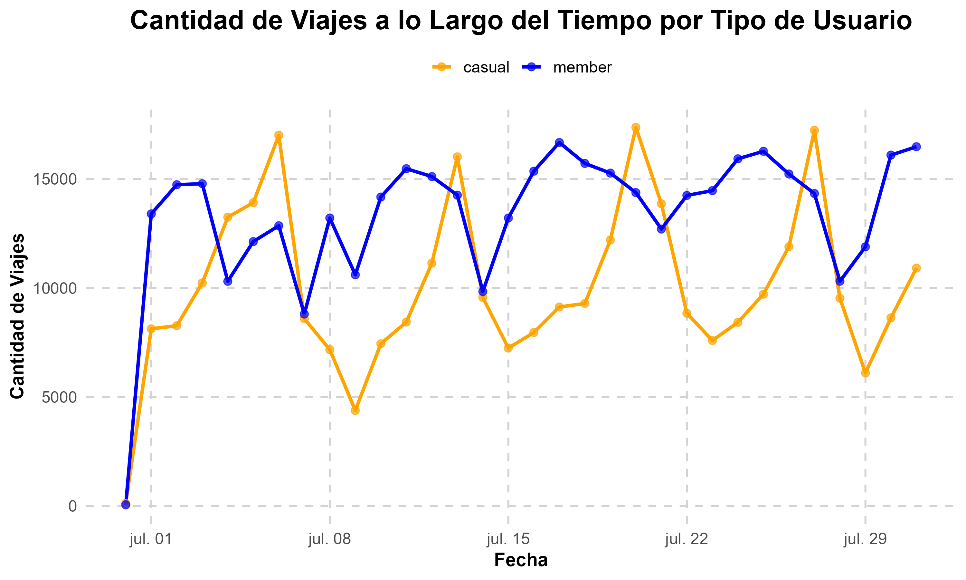 Cantidad de Viajes a lo Largo del Tiempo por Tipo de Usuario
casual member
Cantidad de Viajes
15000
10000
5000
0
jul. 01 jul. 08 jul. 15 jul. 22 jul. 29
Fecha